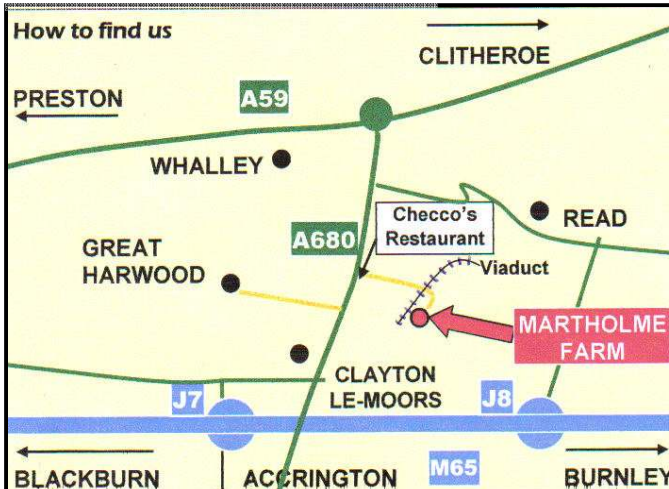 How to find us
CLITHEROE
PRESTON
A59
WHALLEY
Checco's
Restaurant
READ
A680
GREAT
HARWOOD
Viaduct
MARTHOLME
FARM
CLAYTON
LE-MOORS
J7
J8
M65
BLACKBURN
ACCRINGTON
BURNLEY